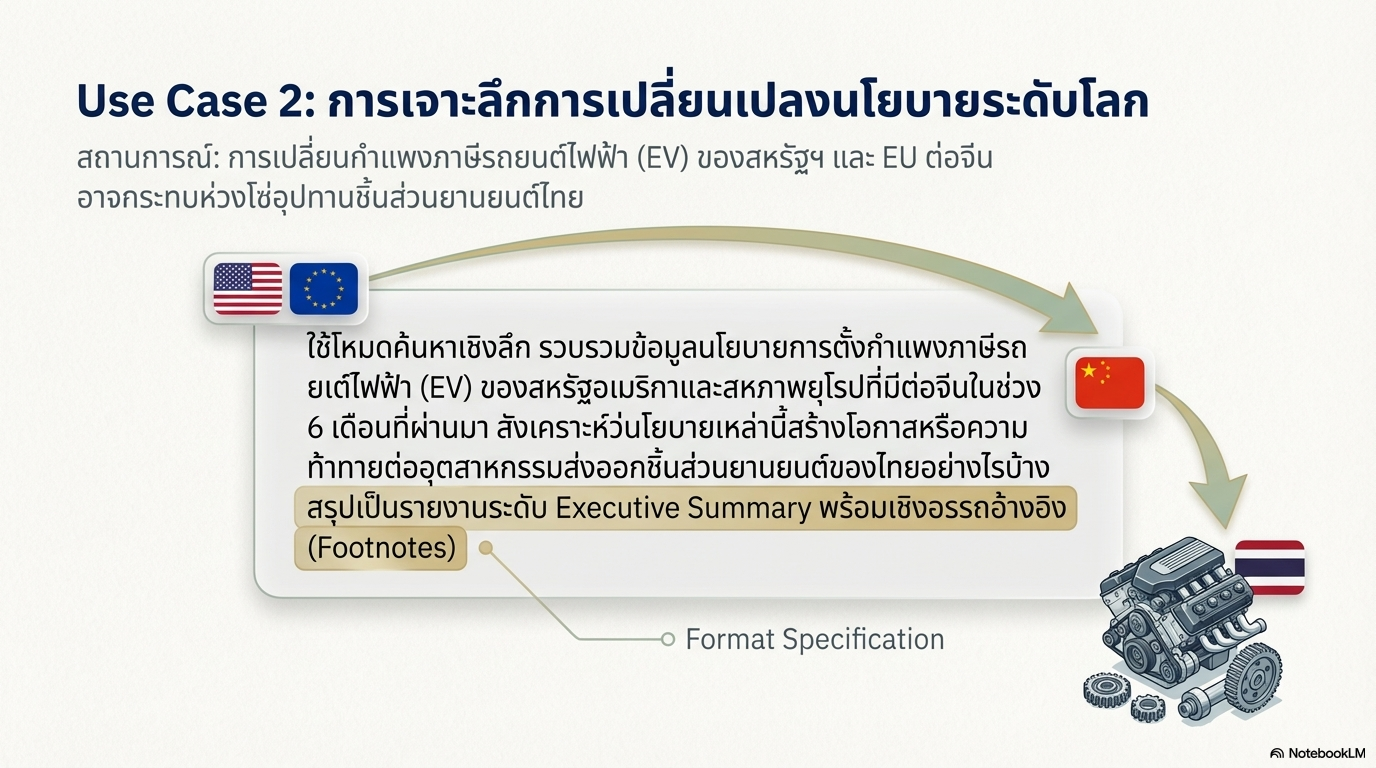 Use Case 2: การเจาะลึกการเปลี่ยนเปลงนโยบายระดับโลก
สถานการณ์: การเปลี่ยนกำแพงภาษีรถยนต์ไฟฟ้า (EV) ของสหรัฐฯ และ EU ต่อจีน
อาจกระทบห่วงโซ่อุปทานชิ้นส่วนยานยนต์ไทย
ใช้โหมดค้นหาเชิงลึก รวบรวมข้อมูลนโยบายการตั้งกำแพงภาษีรถ
ยเต์ไฟฟ้า (EV) ของสหรัฐอเมริกาและสหภาพยุโรปที่มีต่อจีนในช่วง
6 เดือนที่ผ่านมา สังเคราะห์ว่นโยบายเหล่านี้สร้างโอกาสหรือความ
ท้าทายต่ออุตสาหกรรมส่งออกชิ้นส่วนยานยนต์ของไทยอย่างไรบ้าง
สรุปเป็นรายงานระดับ Executive Summary พร้อมเชิงอรรถอ้างอิง
(Footnotes)
Format Specification
NotebookLM